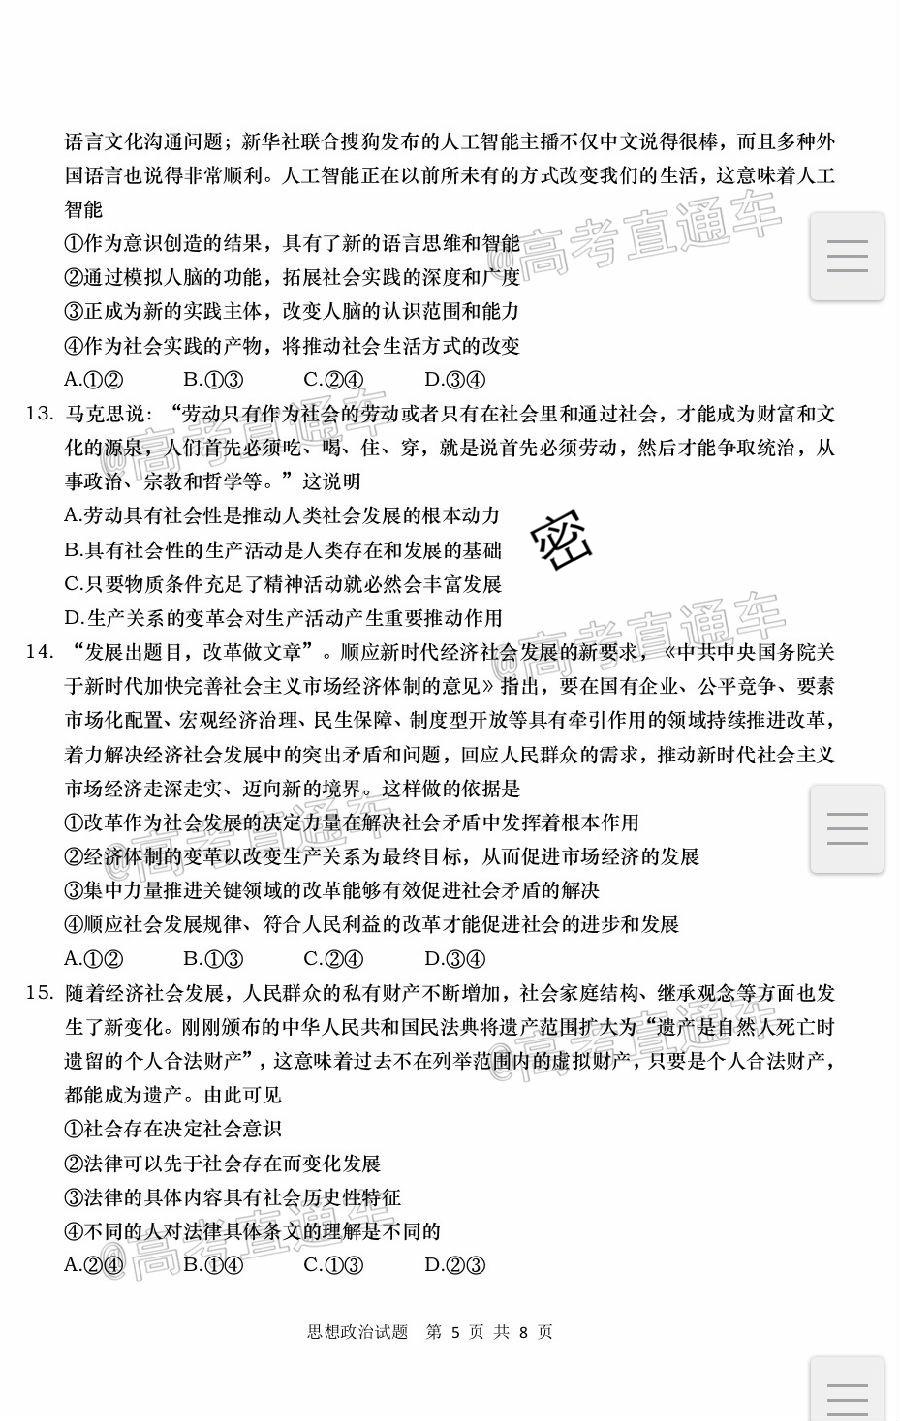 语言文化沟通问题；新华社联合搜狗发布的人工智能主播不仅中文说得很棒，而且多种外
国语言也说得非常顺利。人工智能正在以前所未有的方式改变我们的生活，这意味着人工
智能
①作为意识创造的结果，具有了新的语言思维和智能
②通过模拟人脑的功能，拓展社会实践的深度和广度
③正成为新的实践主体，改变人脑的认识范围和能力
④作为社会实践的产物，将推动社会生活方式的改变
A.①② B.①③ C.②④ D.③④
@高考直通车
13. 马克思说：“劳动只有作为社会的劳动或者只有在社会里和通过社会，才能成为财富和文
化的源泉，人们首先必须吃、喝、住、穿，就是说首先必须劳动，然后才能争取统治，从
事政治、宗教和哲学等。”这说明
A.劳动具有社会性是推动人类社会发展的根本动力
B.具有社会性的生产活动是人类存在和发展的基础
C.只要物质条件充足了精神活动就必然会丰富发展
D.生产关系的变革会对生产活动产生重要推动作用
@高考直通车
密
@高考直通车
14. “发展出题目，改革做文章”。顺应新时代经济社会发展的新要求，《中共中央国务院关
于新时代加快完善社会主义市场经济体制的意见》指出，要在国有企业、公平竞争、要素
市场化配置、宏观经济治理、民生保障、制度型开放等具有牵引作用的领域持续推进改革，
着力解决经济社会发展中的突出矛盾和问题，回应人民群众的需求，推动新时代社会主义
市场经济走深走实、迈向新的境界。这样做的依据是
①改革作为社会发展的决定力量在解决社会矛盾中发挥着根本作用
②经济体制的变革以改变生产关系为最终目标，从而促进市场经济的发展
③集中力量推进关键领域的改革能够有效促进社会矛盾的解决
④顺应社会发展规律、符合人民利益的改革才能促进社会的进步和发展
A.①② B.①③ C.②④ D.③④
@高考直通车
15. 随着经济社会发展，人民群众的私有财产不断增加，社会家庭结构、继承观念等方面也发
生了新变化。刚刚颁布的中华人民共和国民法典将遗产范围扩大为“遗产是自然人死亡时
遗留的个人合法财产”，这意味着过去不在列举范围内的虚拟财产，只要是个人合法财产，
都能成为遗产。由此可见
①社会存在决定社会意识
②法律可以先于社会存在而变化发展
③法律的具体内容具有社会历史性特征
④不同的人对法律具体条文的理解是不同的
A.②④ B.①④ C.①③ D.②③
@高考直通车
@高考直通车
思想政治试题 第 5 页 共 8 页